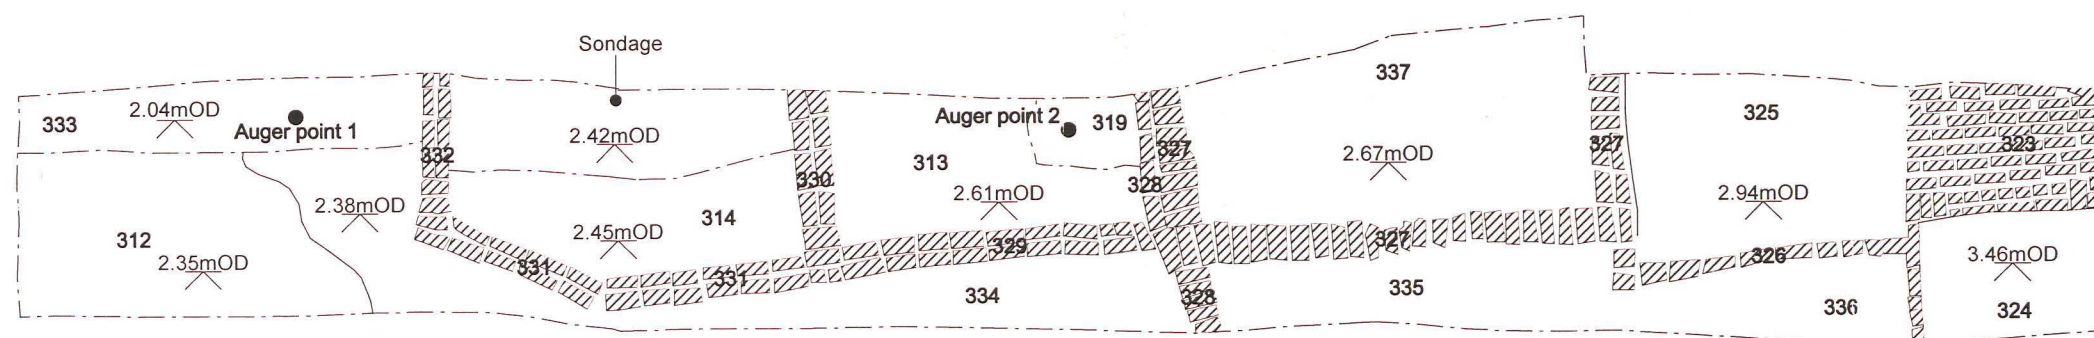 Sondage
337
333
2.04mOD
Auger point 1
2.42mOD
Auger point 2
319
325
332
330
313
328
327
2.67mOD
327
323
312
2.38mOD
314
2.61mOD
2.94mOD
2.35mOD
2.45mOD
331
331
329
327
326
3.46mOD
334
328
335
336
324